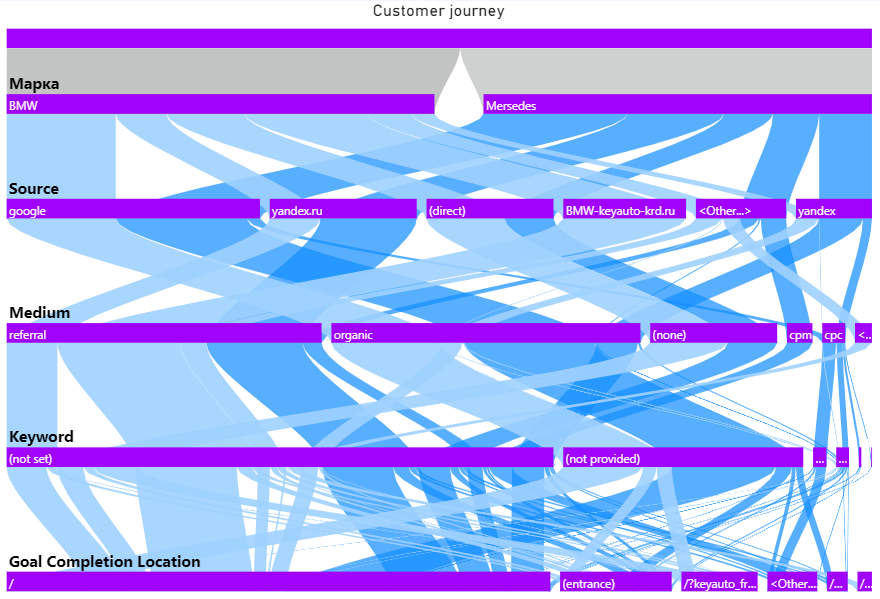 Customer journey
Марка
BMW Mersedes
Source
google yandex.ru (direct) BMW-keyauto-krd.ru <Other...> yandex
Medium
referral organic (none) cpm cpc <..
Keyword
(not set) (not provided) ... ...
Goal Completion Location
/ (entrance) /?keyauto_fr... <Other... /... /...